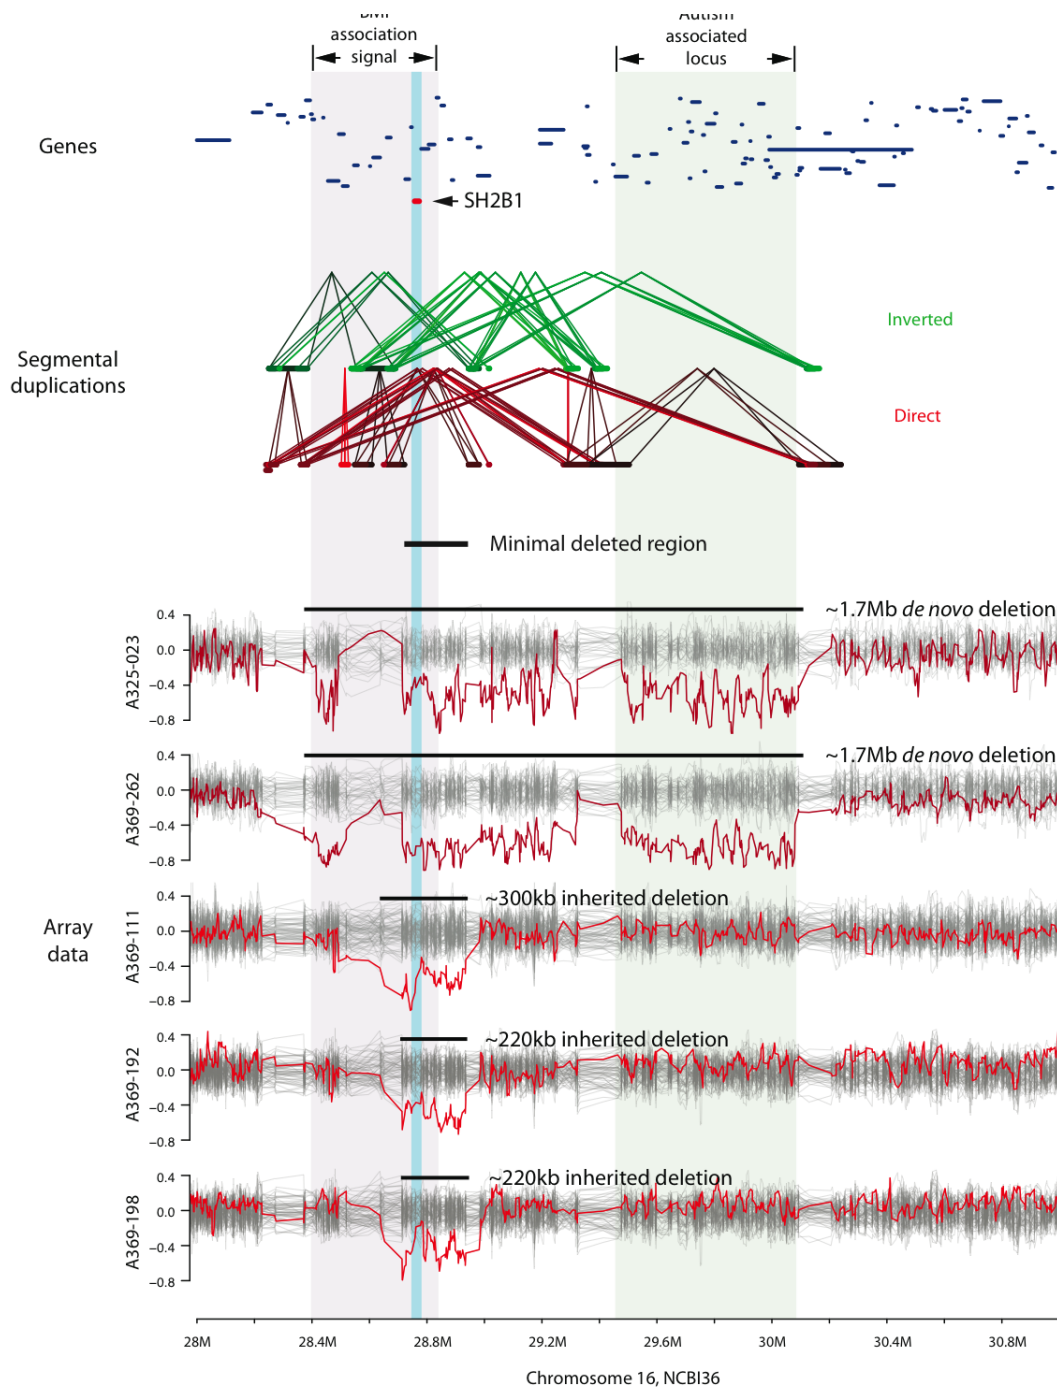 BMI
association
signal
Autism
associated
locus
Genes
SH2B1
Inverted
Segmental
duplications
Direct
Minimal deleted region
~1.7Mb de novo deletion
A325-023
0.4
0.0
−0.4
−0.8
~1.7Mb de novo deletion
A369-262
0.4
0.0
−0.4
−0.8
~300kb inherited deletion
Array
data
A369-111
0.4
0.0
−0.4
−0.8
~220kb inherited deletion
A369-192
0.4
0.0
−0.4
−0.8
~220kb inherited deletion
A369-198
0.4
0.0
−0.4
−0.8
28M 28.4M 28.8M 29.2M 29.6M 30M 30.4M 30.8M
Chromosome 16, NCBI36